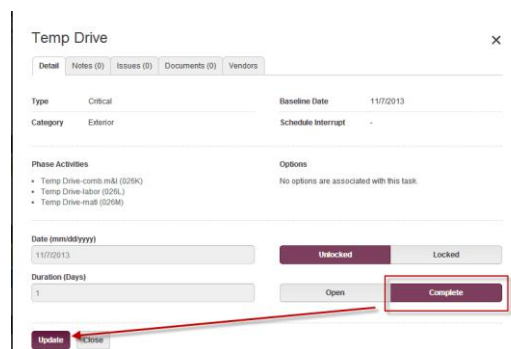 Temp Drive
×
Detail Notes (0) Issues (0) Documents (0) Vendors
Type Critical Baseline Date 11/7/2013
Category Exterior Schedule Interrupt -
Phase Activities Options
• Temp Drive-comb m&l (026K) No options are associated with this task.
• Temp Drive-labor (026L)
• Temp Drive-matl (026M)
Date (mm/dd/yyyy)
11/7/2013 Unlocked Locked
Duration (Days)
1 Open Complete
Update Close